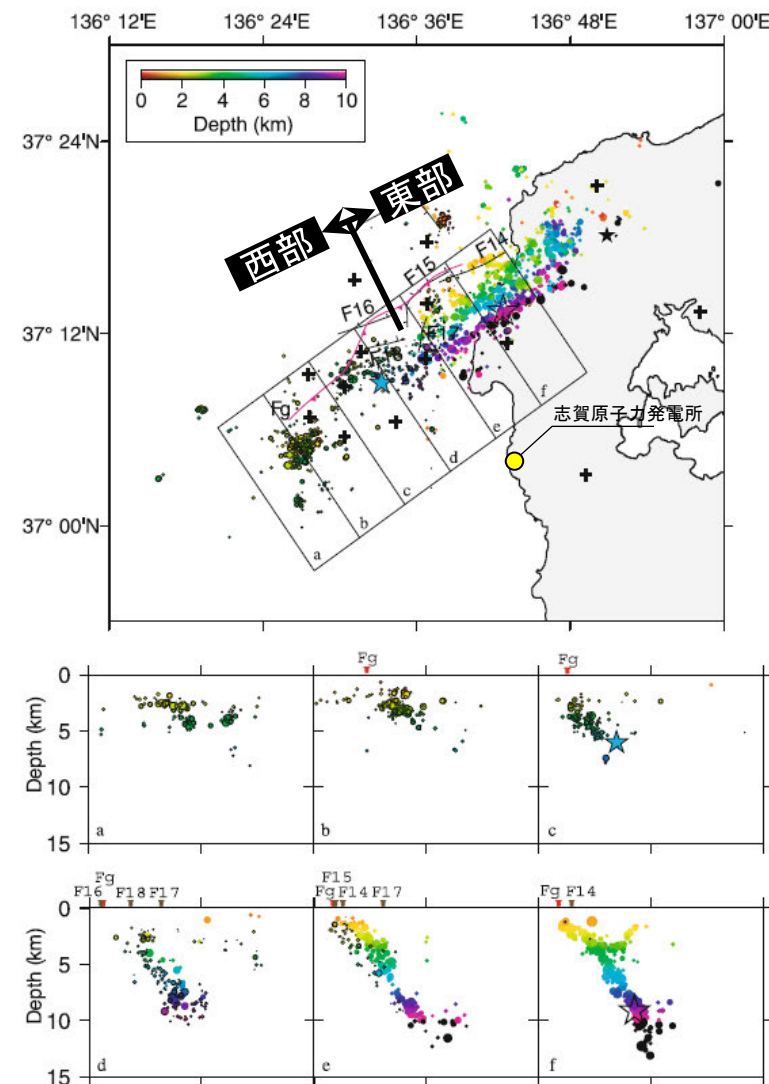 136° 12' 136° 24' 136° 36' 136° 48' 137° 00'
0 2 4 6 8 10
Depth (km)
37° 24'N
東部
西部
F14
F15
F16
37° 12'
Fg
f
志賀原子力発電所
e
d
c
37° 00'N
b
a
Fg Fg
0
5
10
15
Depth (km)
a b c
Fg F15
F16 F18 F17 Fg F14 F17 Fg F14
0
5
10
15
Depth (km)
d e f